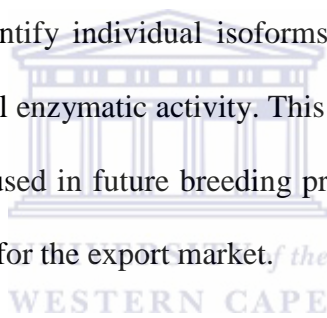 ntify individual isoforms
l enzymatic activity. This
used in future breeding pr
for the export market.
UNIVERSITY of the
WESTERN CAPE